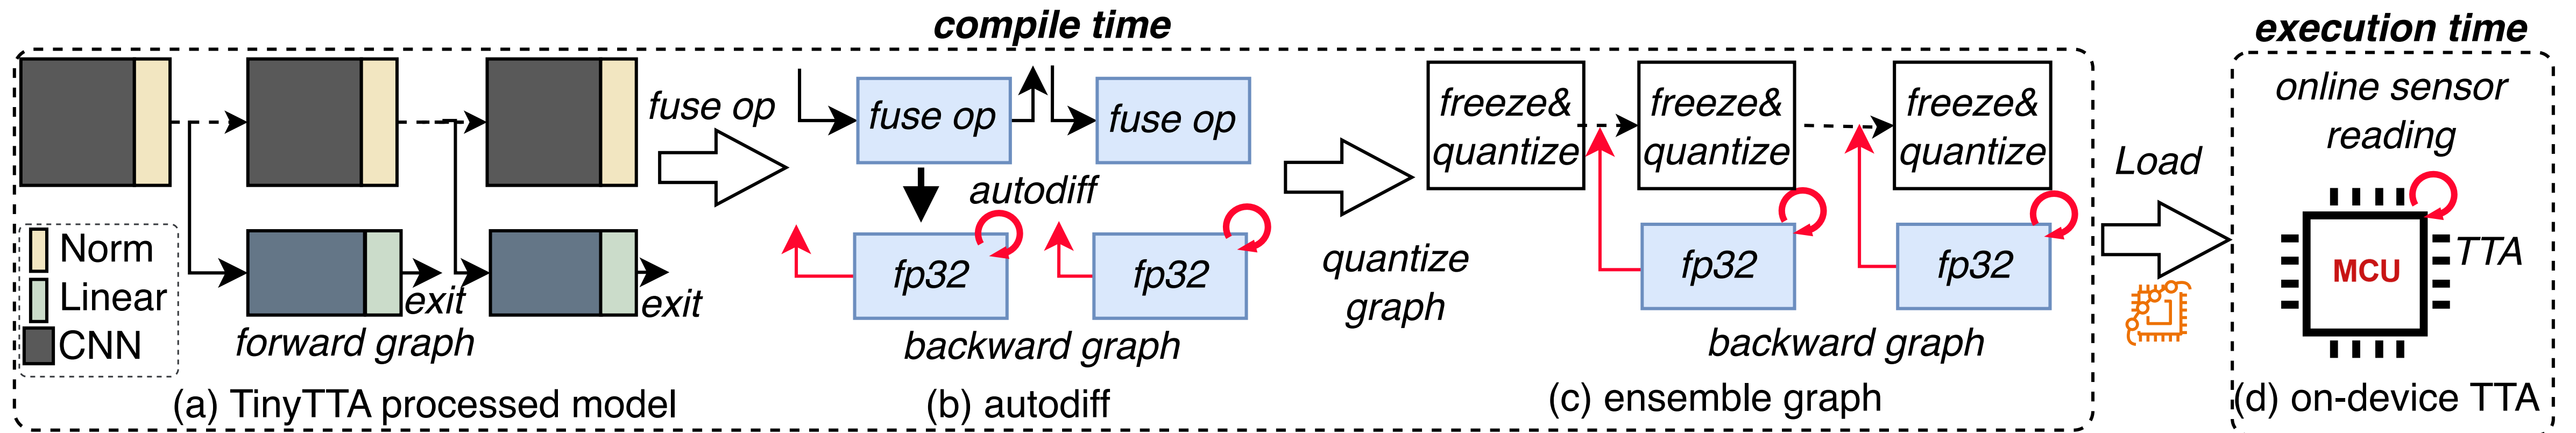 compile time
execution time
fuse op
Norm
Linear
CNN
exit
exit
forward graph
(a) TinyTTA processed model
fuse op
fuse op
autodiff
fp32
fp32
backward graph
(b) autodiff
quantize
graph
freeze&
quantize
freeze&
quantize
freeze&
quantize
fp32
fp32
backward graph
(c) ensemble graph
Load
online sensor
reading
MCU
TTA
(d) on-device TTA